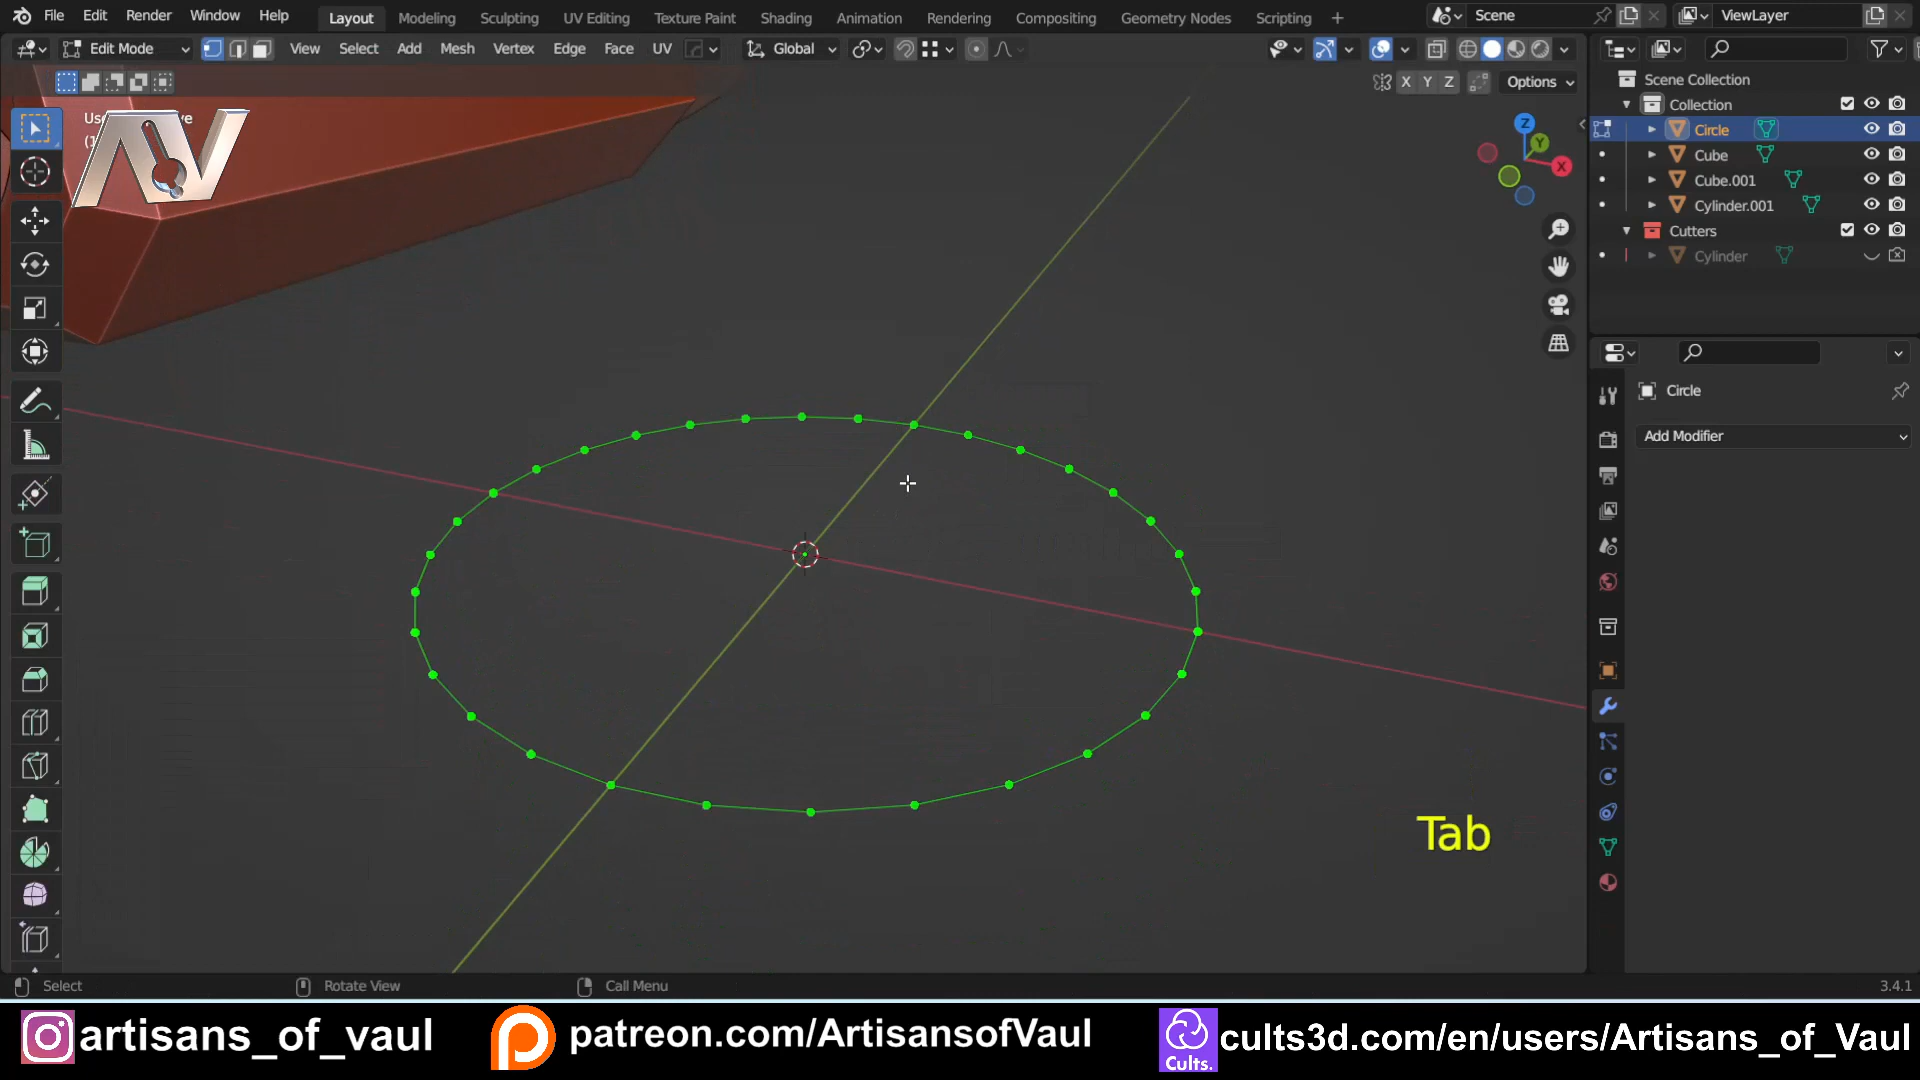 File Edit Render Window Help Layout Modeling Sculpting UV Editing Texture Paint Shading Animation Rendering Compositing Geometry Nodes Scripting + Scene ViewLayer
Edit Mode View Select Add Mesh Vertex Edge Face UV Global
X Y Z Options
Scene Collection
Collection
Circle
Cube
Cube.001
Cylinder.001
Cutters
Cylinder
AV
Z
Y
X
Circle
Add Modifier
Tab
Select Rotate View Call Menu 3.4.1
artisans_of_vaul patreon.com/ArtisansofVaul Cults. cults3d.com/en/users/Artisans_of_Vaul